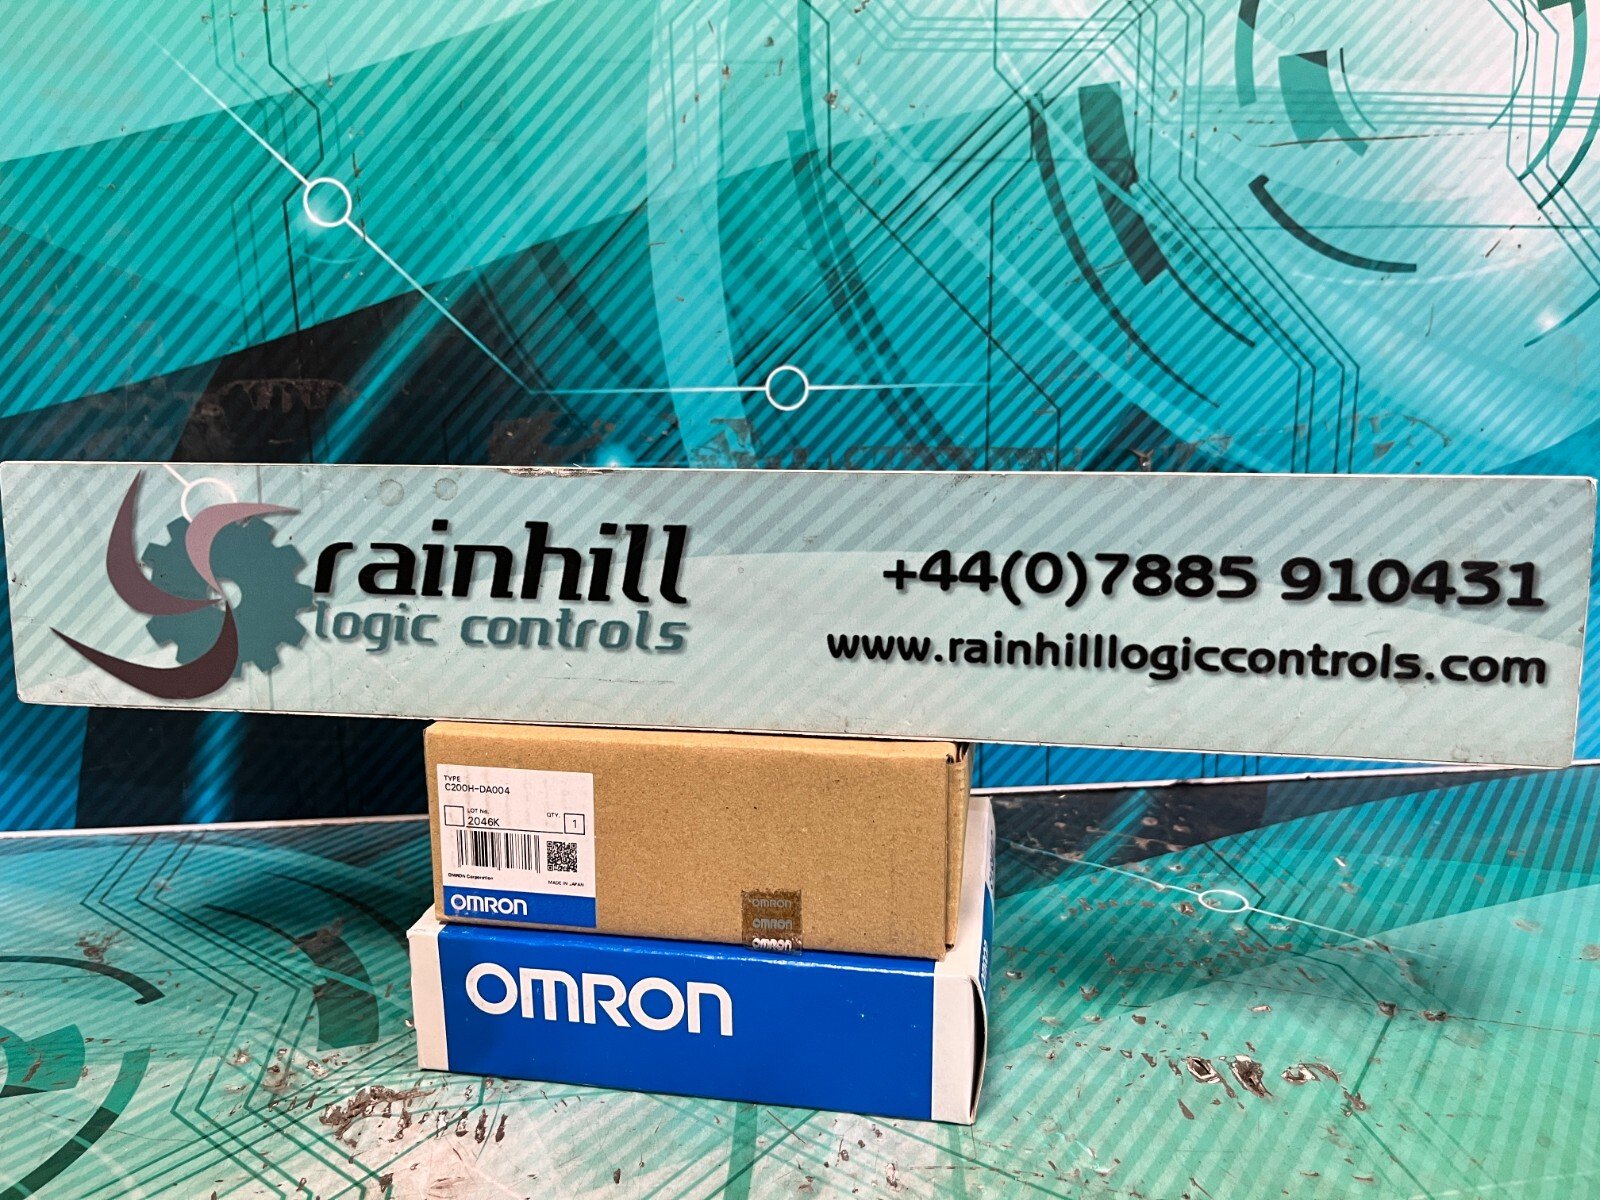 rainhill
logic controls
+44(0)7885 910431
www.rainhilllogiccontrols.com
TYPE
C200H-DA004
LOT No.
2046K
QTY.
1
OMRON Corporation
MADE IN JAPAN
OMRON
OMRON
OMRON
OMRON
OMRON